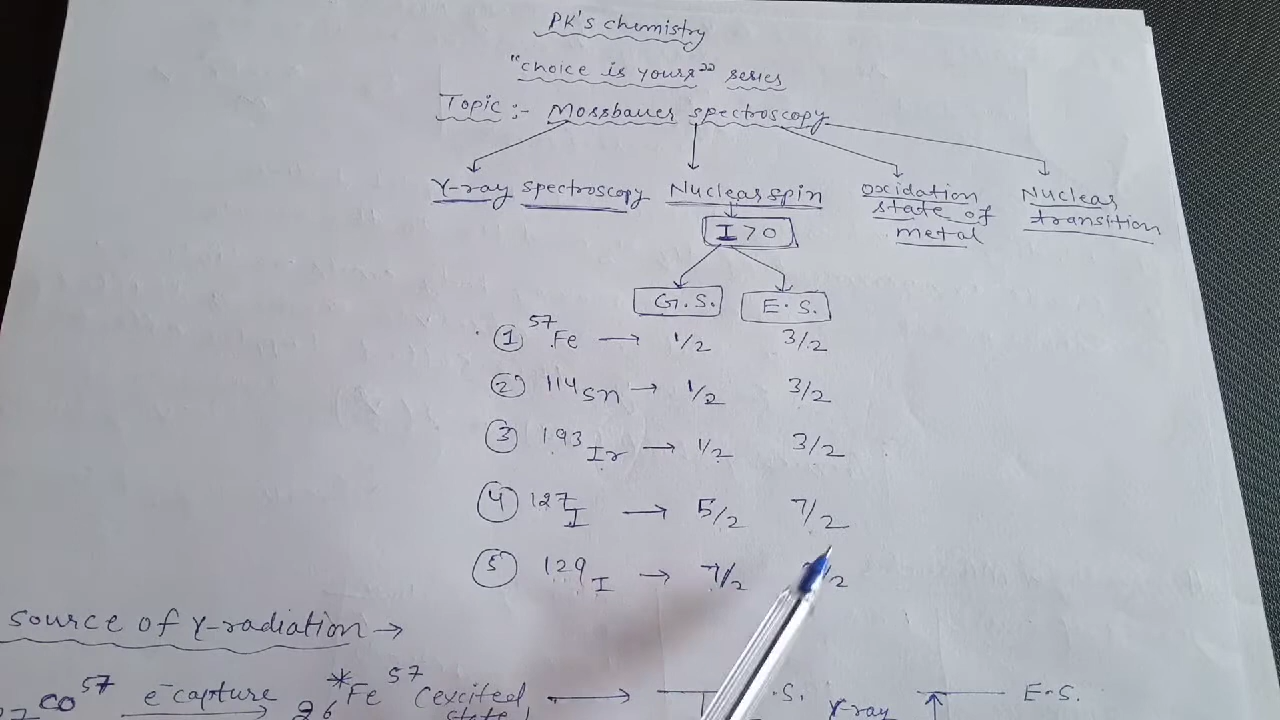 PK's chemistry
"choice is yours" series
Topic :- Mossbauer spectroscopy
γ-ray spectroscopy Nuclear spin oxidation state of metal Nuclear transition
I > 0
G.S. E.S.
① 57Fe → 1/2 3/2
② 114Sn → 1/2 3/2
③ 193Ir → 1/2 3/2
④ 127I → 5/2 7/2
⑤ 129I → 7/2 /2
source of γ-radiation →
Co57 e-capture 26 *Fe57 (excited state) → .S. γ-ray E.S.